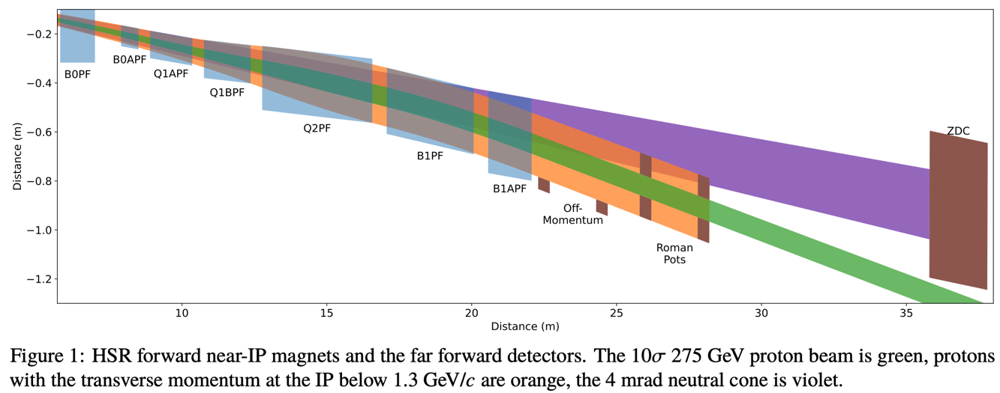 −0.2
−0.4
−0.6
−0.8
−1.0
−1.2
Distance (m)
B0PF
B0APF
Q1APF
Q1BPF
Q2PF
B1PF
B1APF
Off-
Momentum
Roman
Pots
ZDC
10
15
20
25
30
35
Distance (m)
Figure 1: HSR forward near-IP magnets and the far forward detectors. The 10σ 275 GeV proton beam is green, protons
with the transverse momentum at the IP below 1.3 GeV/c are orange, the 4 mrad neutral cone is violet.